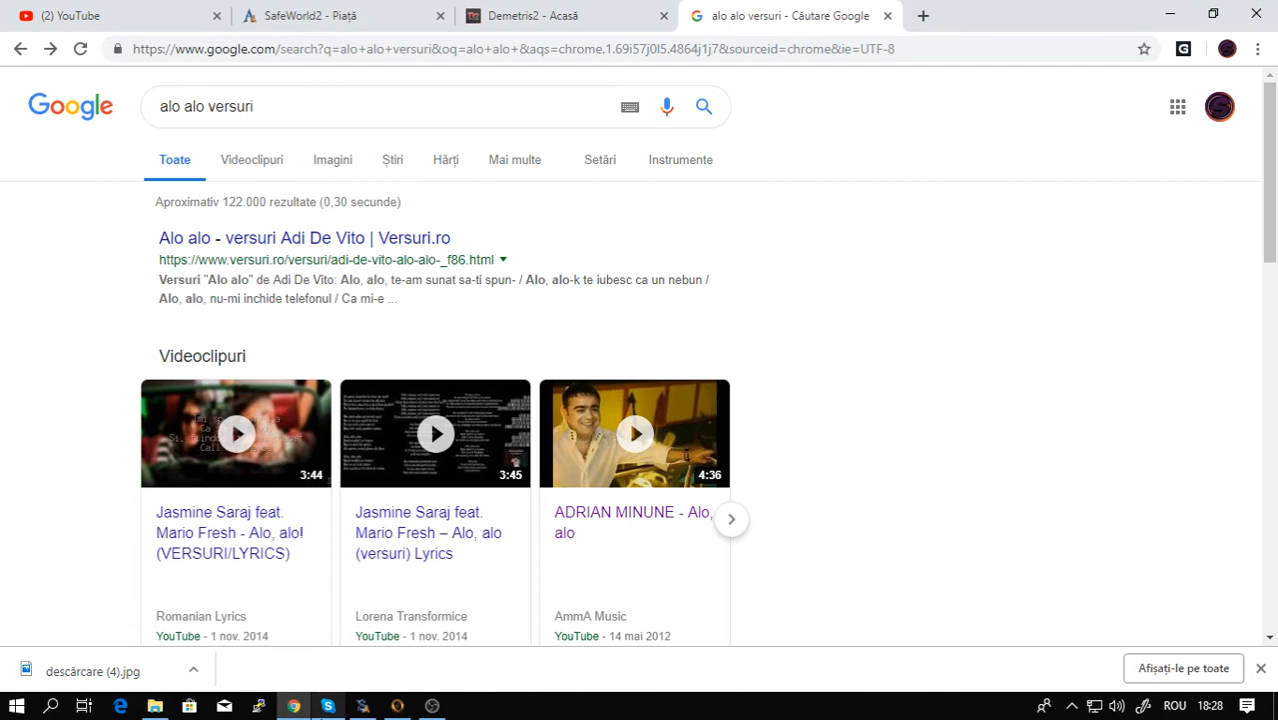 (2) YouTube
SafeWorld2 - Piață
Demetris2 - Acasă
alo alo versuri - Căutare Google
https://www.google.com/search?q=alo+alo+versuri&oq=alo+alo+&aqs=chrome.1.69i57j0l5.4864j1j7&sourceid=chrome&ie=UTF-8
Google
alo alo versuri
Toate Videoclipuri Imagini Știri Hărți Mai multe Setări Instrumente
Aproximativ 122.000 rezultate (0,30 secunde)
Alo alo - versuri Adi De Vito | Versuri.ro
https://www.versuri.ro/versuri/adi-de-vito-alo-alo-_f86.html
Versuri "Alo alo" de Adi De Vito: Alo, alo, te-am sunat sa-ti spun- / Alo, alo-k te iubesc ca un nebun /
Alo, alo, nu-mi inchide telefonul / Ca mi-e ...
Videoclipuri
3:44
Jasmine Saraj feat.
Mario Fresh - Alo, alo!
(VERSURI/LYRICS)
Romanian Lyrics
YouTube - 1 nov. 2014
3:45
Jasmine Saraj feat.
Mario Fresh – Alo, alo
(versuri) Lyrics
Lorena Transformice
YouTube - 1 nov. 2014
4:36
ADRIAN MINUNE - Alo,
alo
AmmA Music
YouTube - 14 mai 2012
descărcare (4).jpg
Afișați-le pe toate
ROU 18:28